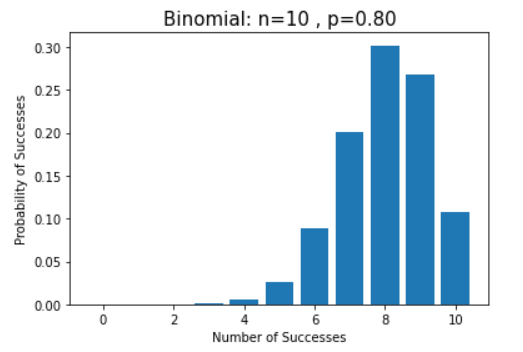 Binomial: n=10 , p=0.80
0.30
0.25
0.20
0.15
0.10
0.05
0.00
Probability of Successes
0 2 4 6 8 10
Number of Successes